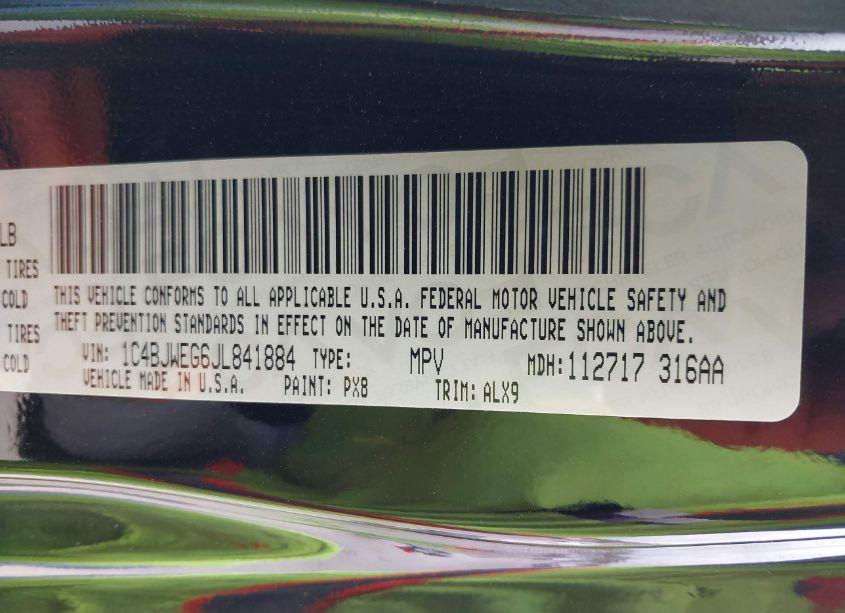 LB
TIRES
COLD
TIRES
COLD
THIS VEHICLE CONFORMS TO ALL APPLICABLE U.S.A. FEDERAL MOTOR VEHICLE SAFETY AND
THEFT PREVENTION STANDARDS IN EFFECT ON THE DATE OF MANUFACTURE SHOWN ABOVE.
VIN: 1C4BJWEG6JL841884 TYPE: MPV MDH:112717 316AA
VEHICLE MADE IN U.S.A. PAINT: PX8 TRIM: ALX9